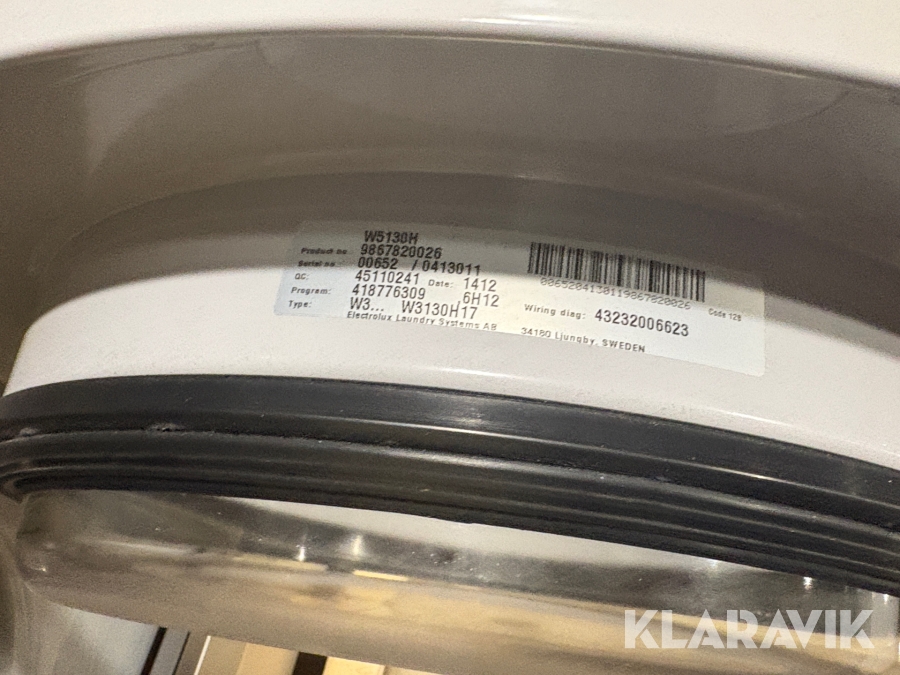 W5130H
Product no. 9867820026
Serial no. 00652 / 0413011
QC: 45110241 Date: 1412
Program: 418776309 6H12
Type: W3... W3130H17
Electrolux Laundry Systems AB 34180 Ljungby, SWEDEN
0065204130119867820026
Code 128
Wiring diag: 43232006623
KLARAVIK